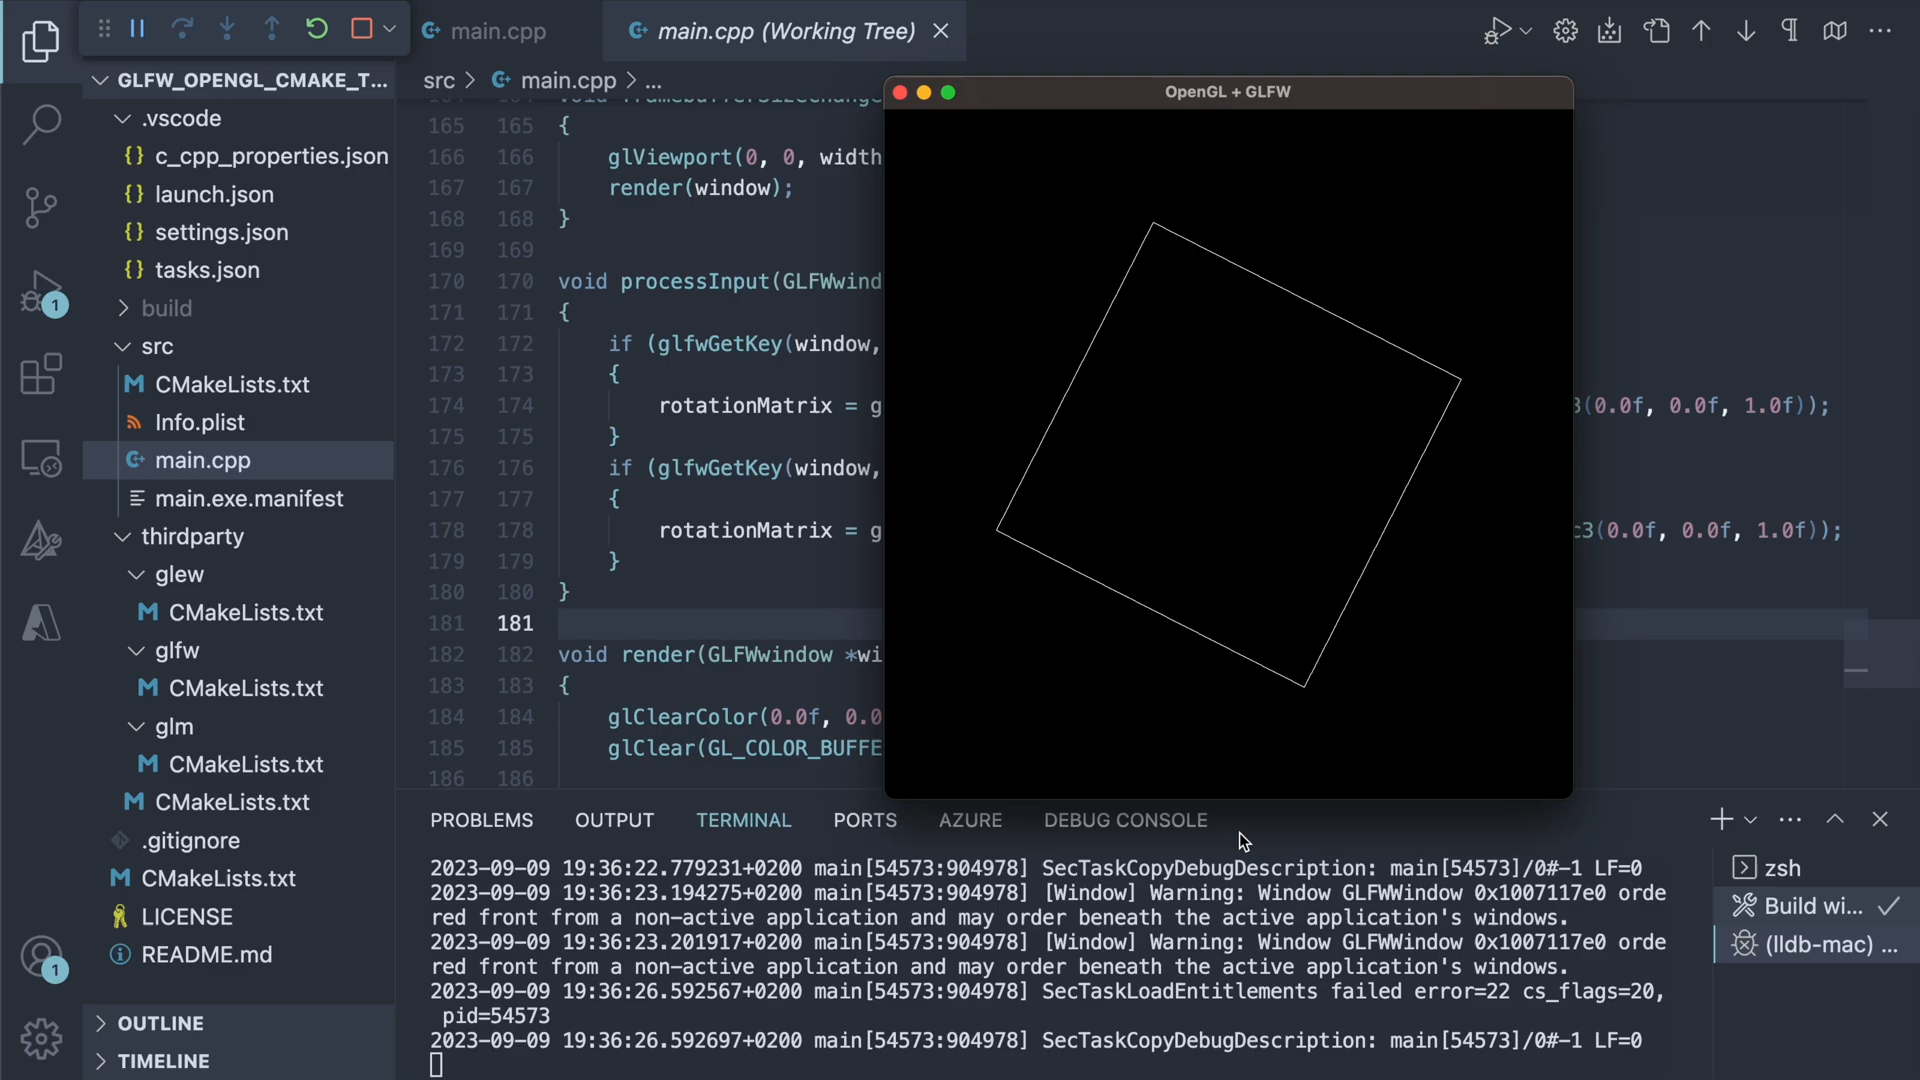 main.cpp
main.cpp (Working Tree)
GLFW_OPENGL_CMAKE_T...
.vscode
c_cpp_properties.json
launch.json
settings.json
tasks.json
build
src
CMakeLists.txt
Info.plist
main.cpp
main.exe.manifest
thirdparty
glew
CMakeLists.txt
glfw
CMakeLists.txt
glm
CMakeLists.txt
CMakeLists.txt
.gitignore
CMakeLists.txt
LICENSE
README.md
OUTLINE
TIMELINE
1
1
src > main.cpp > ...
165 165 {
166 166 glViewport(0, 0, width
167 167 render(window);
168 168 }
169 169
170 170 void processInput(GLFWwind
171 171 {
172 172 if (glfwGetKey(window,
173 173 {
174 174 rotationMatrix = g 3(0.0f, 0.0f, 1.0f));
175 175 }
176 176 if (glfwGetKey(window,
177 177 {
178 178 rotationMatrix = g c3(0.0f, 0.0f, 1.0f));
179 179 }
180 180 }
181 181
182 182 void render(GLFWwindow *wi
183 183 {
184 184 glClearColor(0.0f, 0.0
185 185 glClear(GL_COLOR_BUFFE
186 186
OpenGL + GLFW
PROBLEMS OUTPUT TERMINAL PORTS AZURE DEBUG CONSOLE
2023-09-09 19:36:22.779231+0200 main[54573:904978] SecTaskCopyDebugDescription: main[54573]/0#-1 LF=0
2023-09-09 19:36:23.194275+0200 main[54573:904978] [Window] Warning: Window GLFWWindow 0x1007117e0 orde
red front from a non-active application and may order beneath the active application's windows.
2023-09-09 19:36:23.201917+0200 main[54573:904978] [Window] Warning: Window GLFWWindow 0x1007117e0 orde
red front from a non-active application and may order beneath the active application's windows.
2023-09-09 19:36:26.592567+0200 main[54573:904978] SecTaskLoadEntitlements failed error=22 cs_flags=20,
pid=54573
2023-09-09 19:36:26.592697+0200 main[54573:904978] SecTaskCopyDebugDescription: main[54573]/0#-1 LF=0
zsh
Build wi...
(lldb-mac) ...